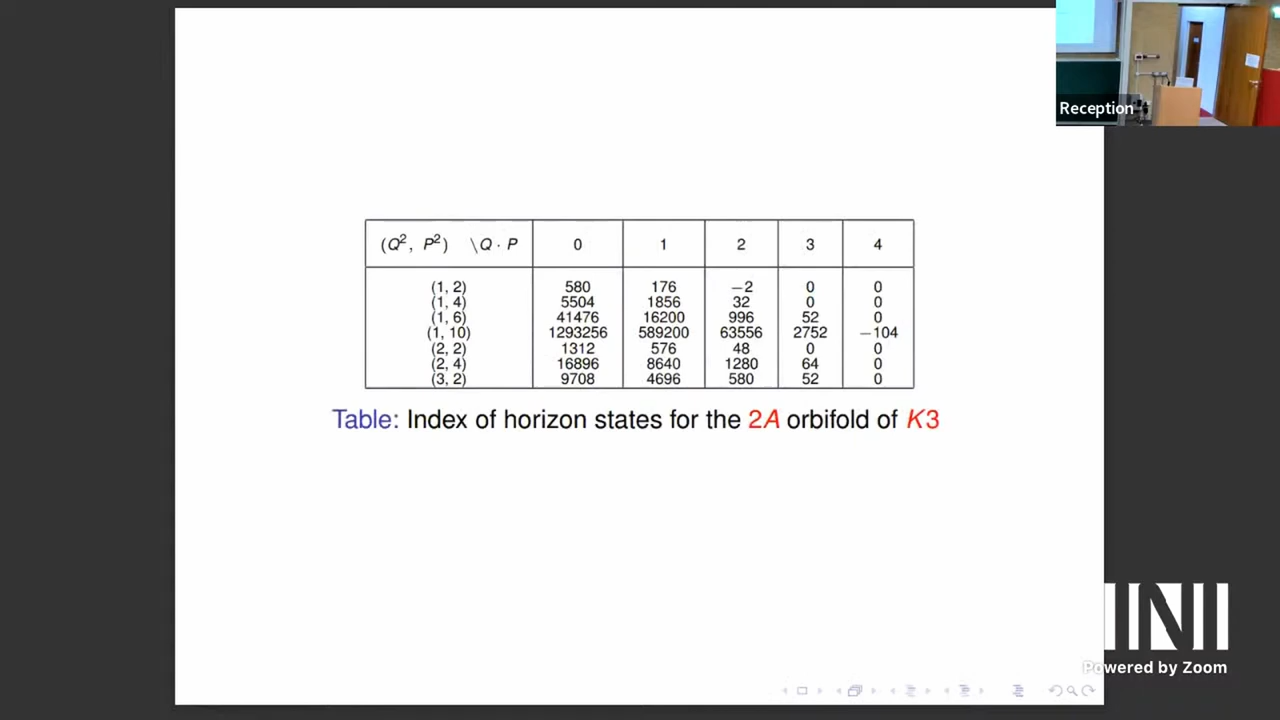 Reception
(Q², P²) \Q · P 0 1 2 3 4
(1, 2) 580 176 −2 0 0
(1, 4) 5504 1856 32 0 0
(1, 6) 41476 16200 996 52 0
(1, 10) 1293256 589200 63556 2752 −104
(2, 2) 1312 576 48 0 0
(2, 4) 16896 8640 1280 64 0
(3, 2) 9708 4696 580 52 0
Table: Index of horizon states for the 2A orbifold of K3
Powered by Zoom